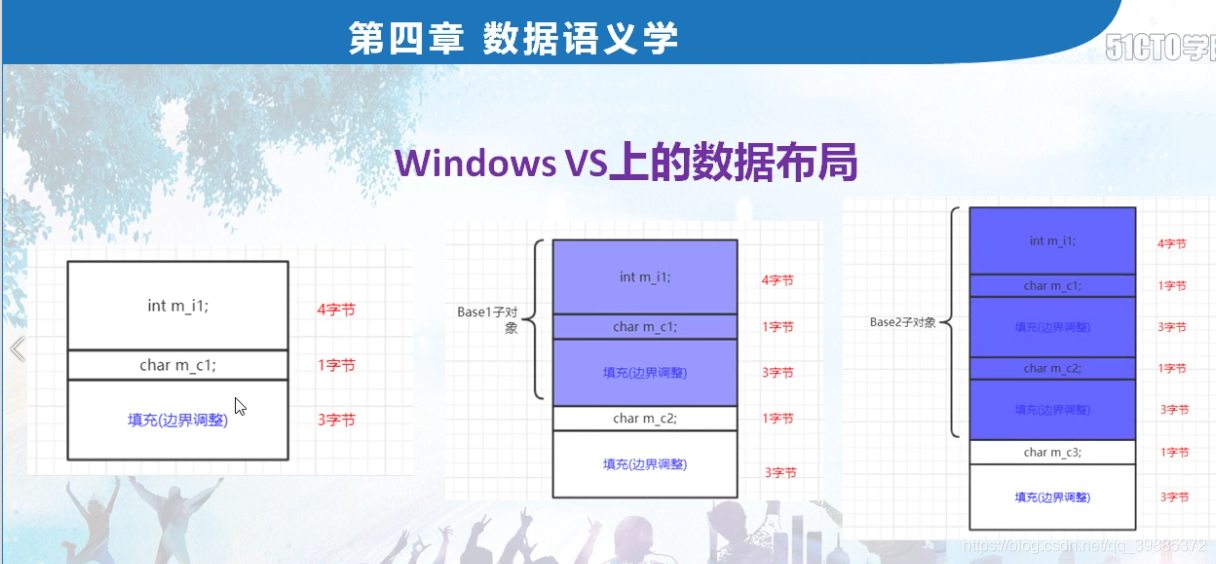 第四章 数据语义学
51CTO学
Windows VS上的数据布局
int m_i1;
4字节
char m_c1;
1字节
填充(边界调整)
3字节
Base1子对
象
int m_i1;
4字节
char m_c1;
1字节
填充(边界调整)
3字节
char m_c2;
1字节
填充(边界调整)
3字节
Base2子对象
int m_i1;
4字节
char m_c1;
1字节
填充(边界调整)
3字节
char m_c2;
1字节
填充(边界调整)
3字节
char m_c3;
1字节
填充(边界调整)
3字节
https://blog.csdn.net/qq_39885372